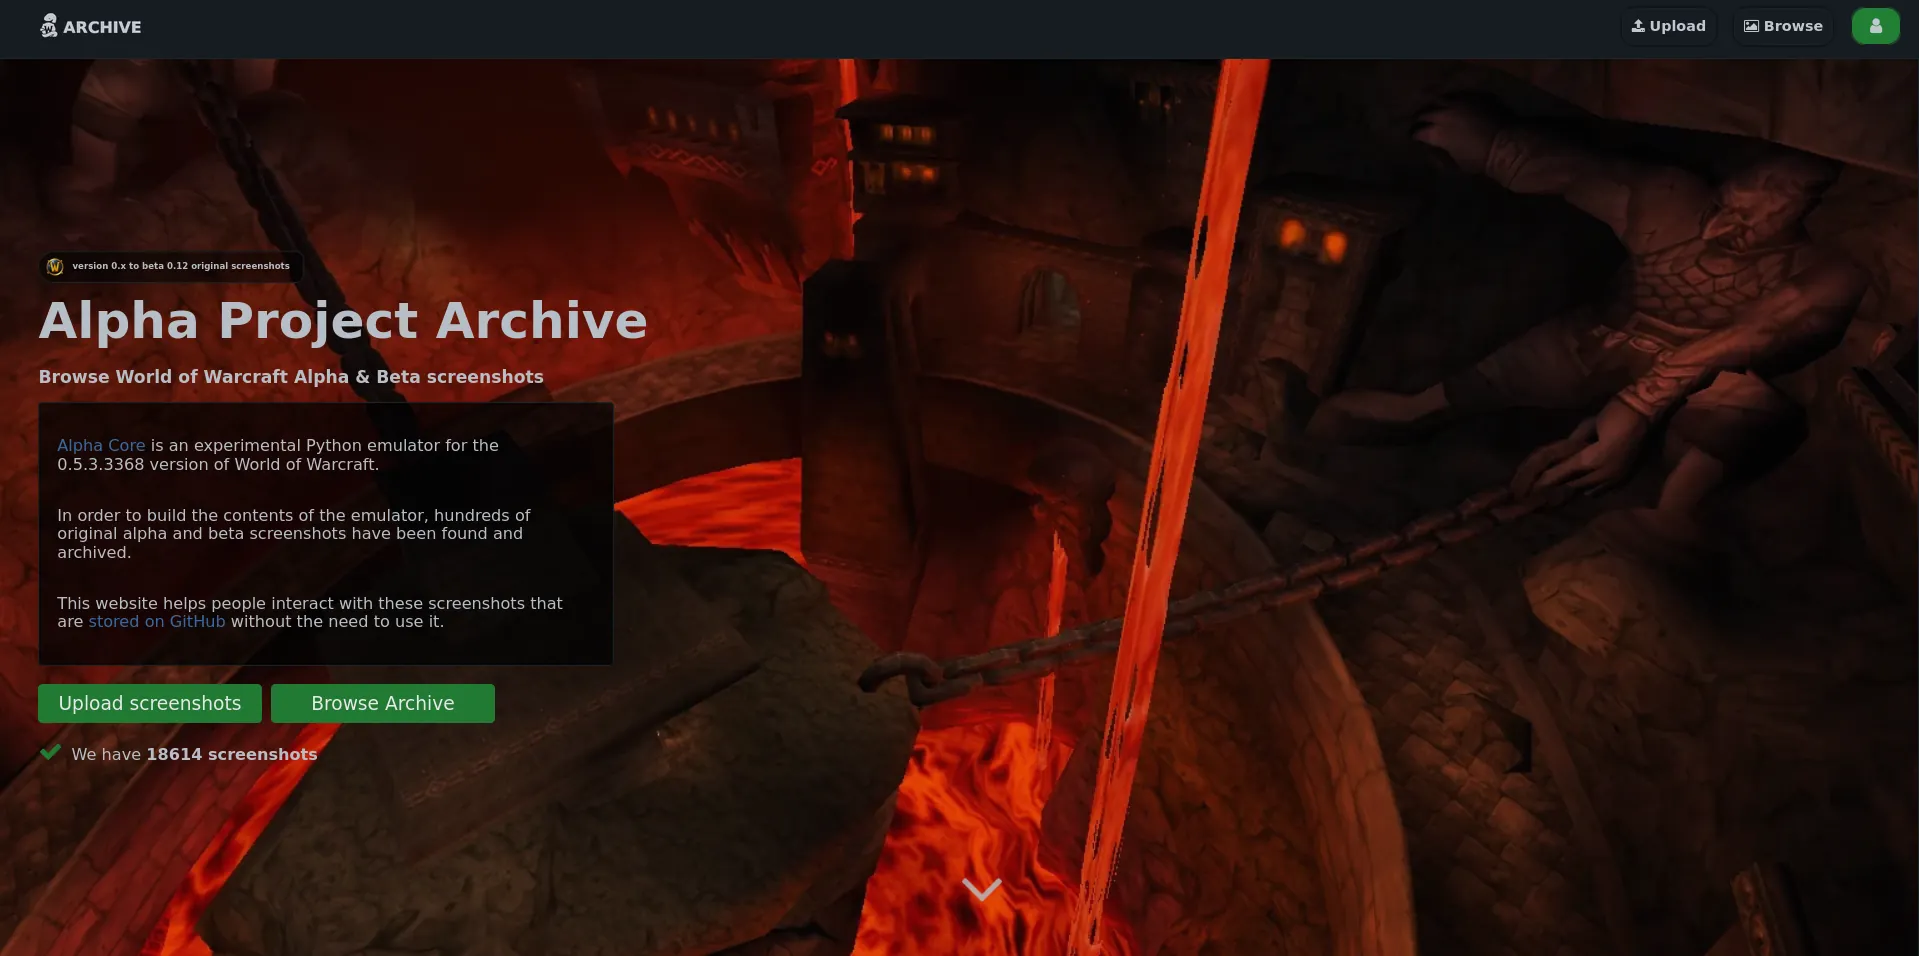 ARCHIVE
Upload
Browse
version 0.x to beta 0.12 original screenshots
Alpha Project Archive
Browse World of Warcraft Alpha & Beta screenshots
Alpha Core is an experimental Python emulator for the
0.5.3.3368 version of World of Warcraft.
In order to build the contents of the emulator, hundreds of
original alpha and beta screenshots have been found and
archived.
This website helps people interact with these screenshots that
are stored on GitHub without the need to use it.
Upload screenshots
Browse Archive
We have 18614 screenshots